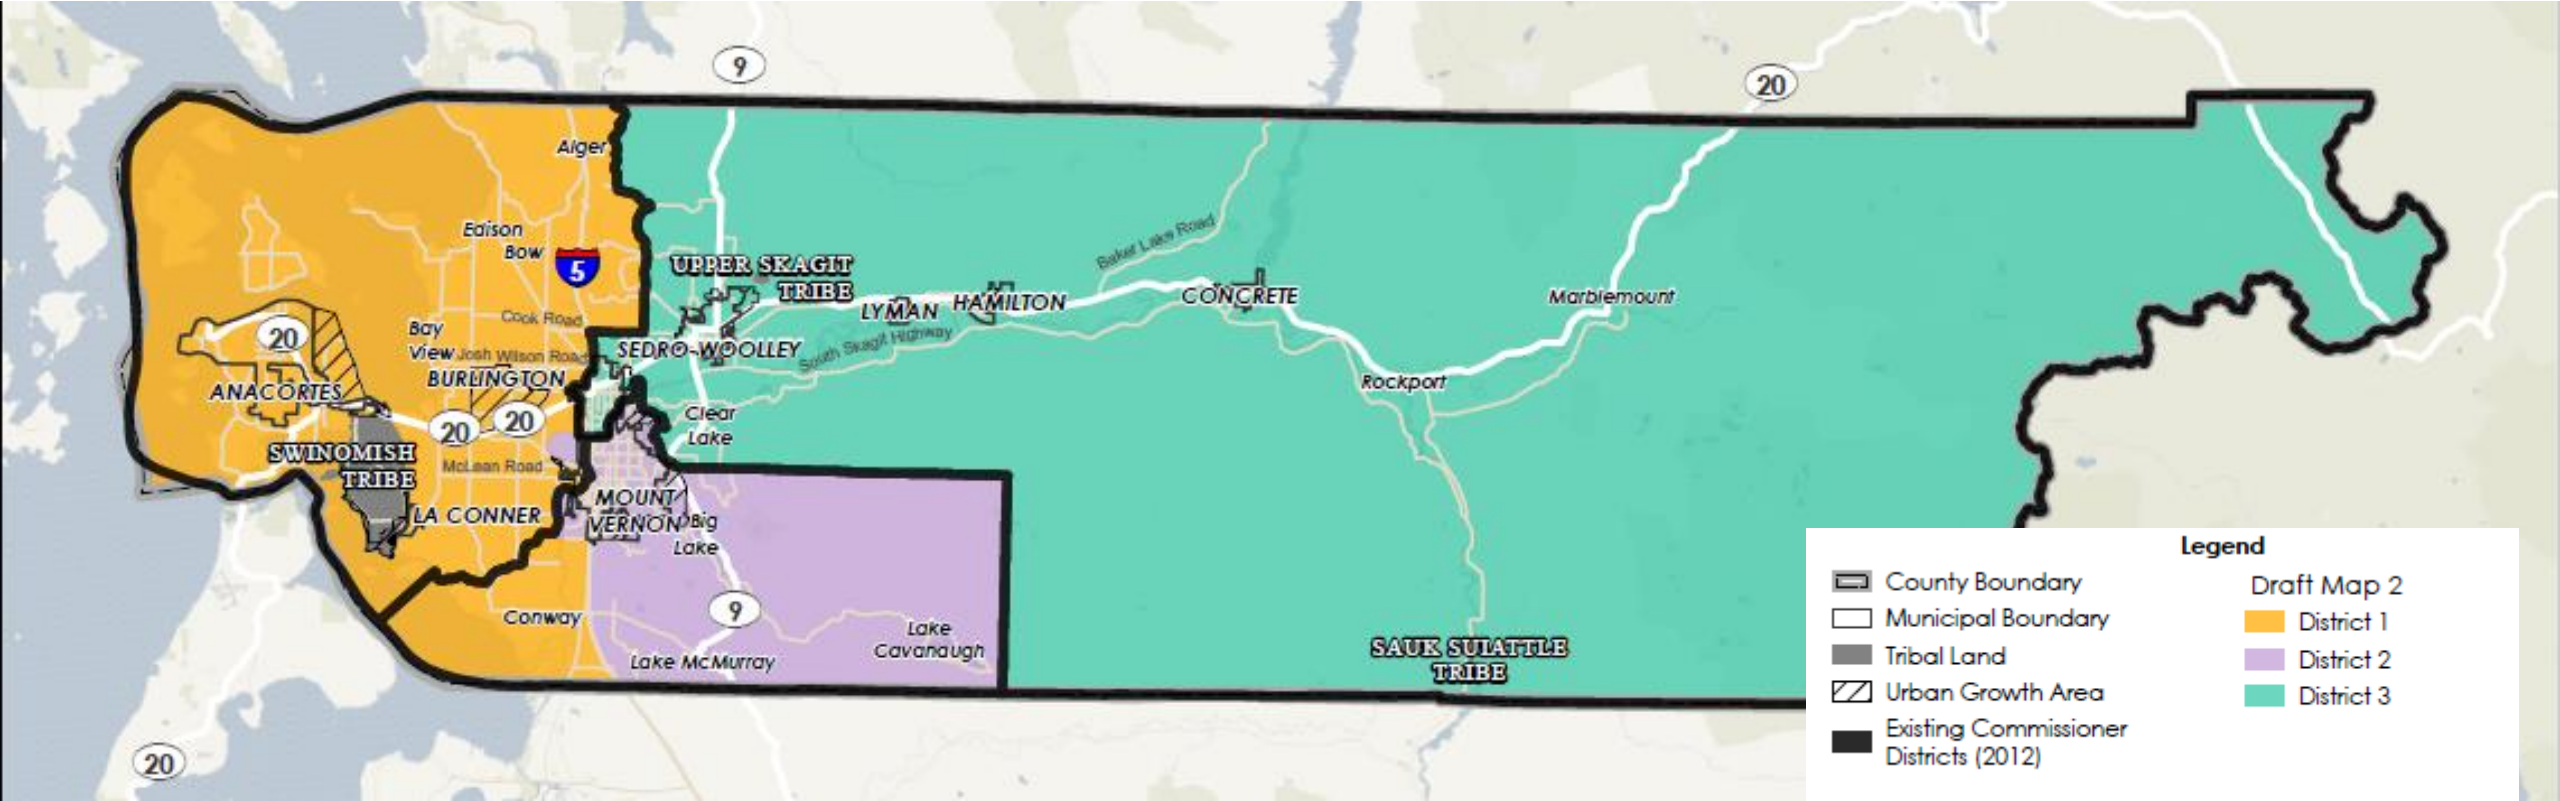 9
20
Alger
Edison
Bow
5
UPPER SKAGIT
TRIBE
Baker Lake Road
LYMAN
HAMILTON
CONCRETE
Marblemount
Cook Road
20
Bay
View
Josh Wilson Road
SEDRO-WOOLLEY
South Skagit Highway
BURLINGTON
ANACORTES
Rockport
20
20
Clear
Lake
SWINOMISH
TRIBE
McLean Road
MOUNT
VERNON
LA CONNER
Big
Lake
Conway
9
Lake
Cavanaugh
Lake McMurray
SAUK SUIATTLE
TRIBE
20
Legend
County Boundary
Municipal Boundary
Tribal Land
Urban Growth Area
Existing Commissioner
Districts (2012)
Draft Map 2
District 1
District 2
District 3